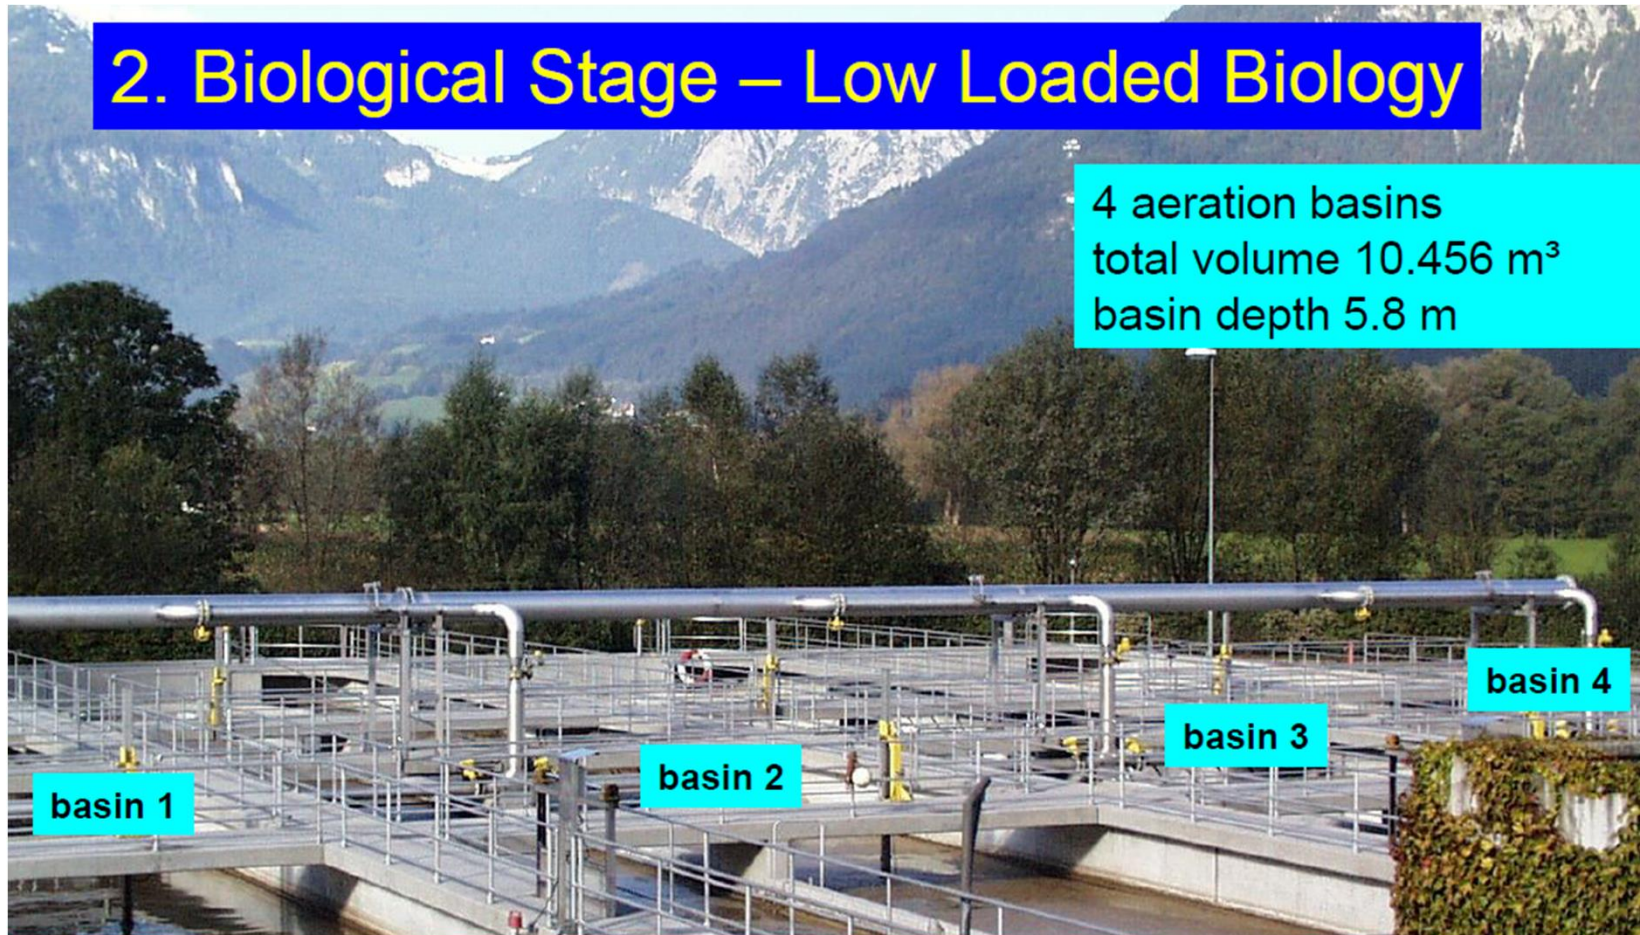 2. Biological Stage – Low Loaded Biology
4 aeration basins
total volume 10.456 m³
basin depth 5.8 m
basin 4
basin 3
basin 2
basin 1